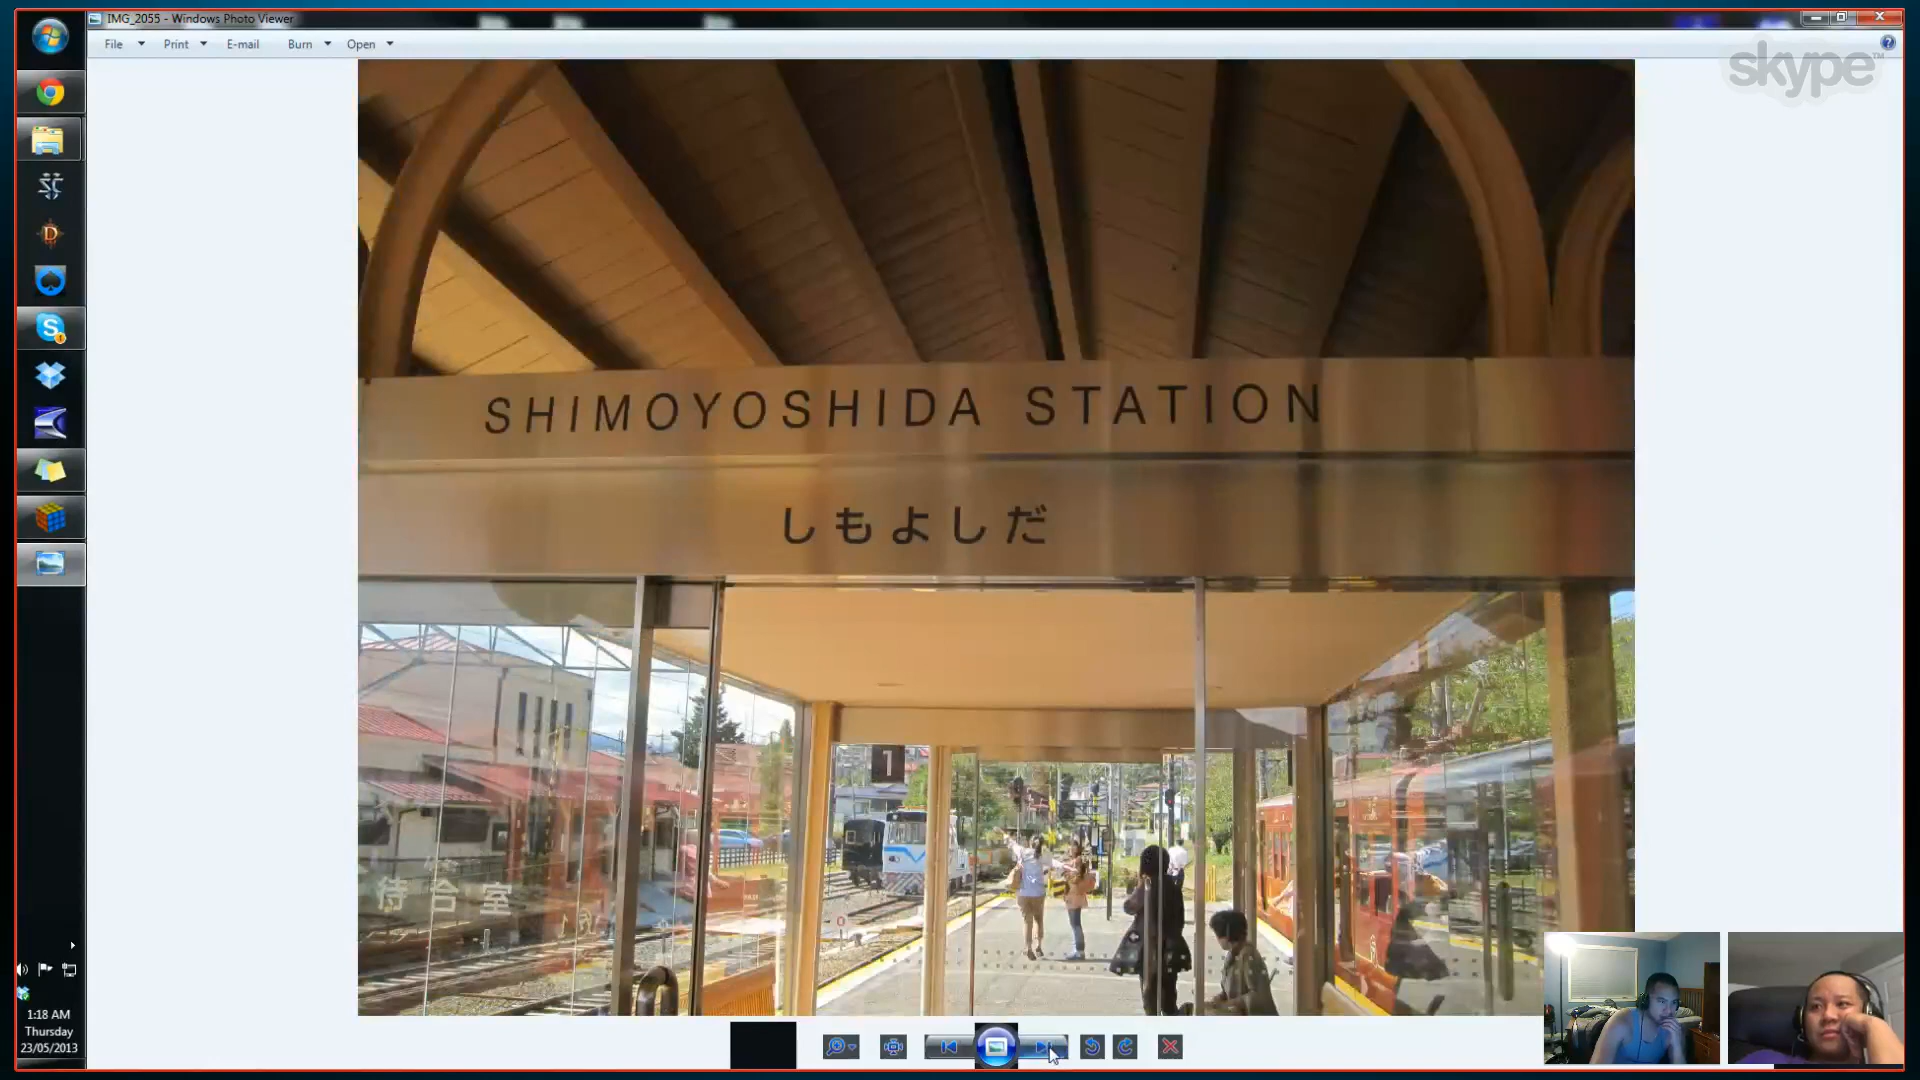 IMG_2055 - Windows Photo Viewer
File Print E-mail Burn Open
skype™
SHIMOYOSHIDA STATION
しもよしだ
1
待合室
1:18 AM
Thursday
23/05/2013